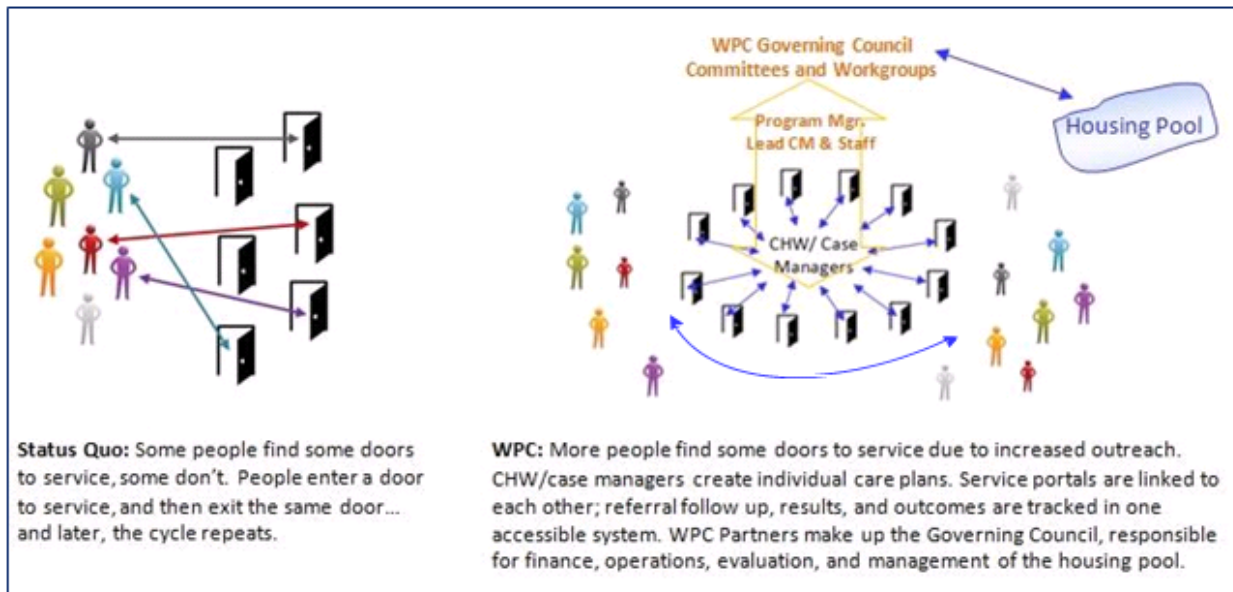 WPC Governing Council
Committees and Workgroups
Program Mgr.
Lead CM & Staff
Housing Pool
CHW/ Case
Managers
Status Quo: Some people find some doors
to service, some don't. People enter a door
to service, and then exit the same door...
and later, the cycle repeats.
WPC: More people find some doors to service due to increased outreach.
CHW/case managers create individual care plans. Service portals are linked to
each other; referral follow up, results, and outcomes are tracked in one
accessible system. WPC Partners make up the Governing Council, responsible
for finance, operations, evaluation, and management of the housing pool.